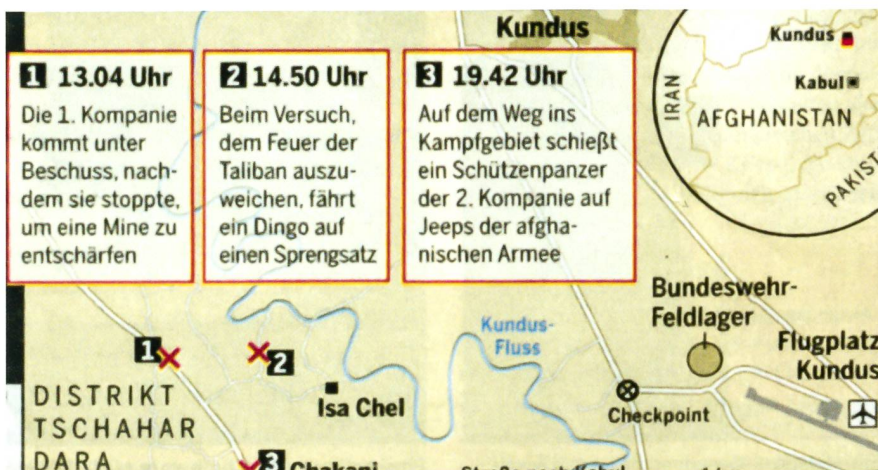 Kundus
1 13.04 Uhr
Die 1. Kompanie
kommt unter
Beschuss, nach-
dem sie stoppte,
um eine Mine zu
entschärfen
2 14.50 Uhr
Beim Versuch,
dem Feuer der
Taliban auszu-
weichen, fährt
ein Dingo auf
einen Sprengsatz
3 19.42 Uhr
Auf dem Weg ins
Kampfgebiet schießt
ein Schützenpanzer
der 2. Kompanie auf
Jeeps der afgha-
nischen Armee
Kundus
Kabul
IRAN
AFGHANISTAN
PAKIST
Bundeswehr-
Feldlager
Kundus-
Fluss
Flugplatz
Kundus
1
2
Isa Chel
Checkpoint
DISTRIKT
TSCHAHAR
DARA
3